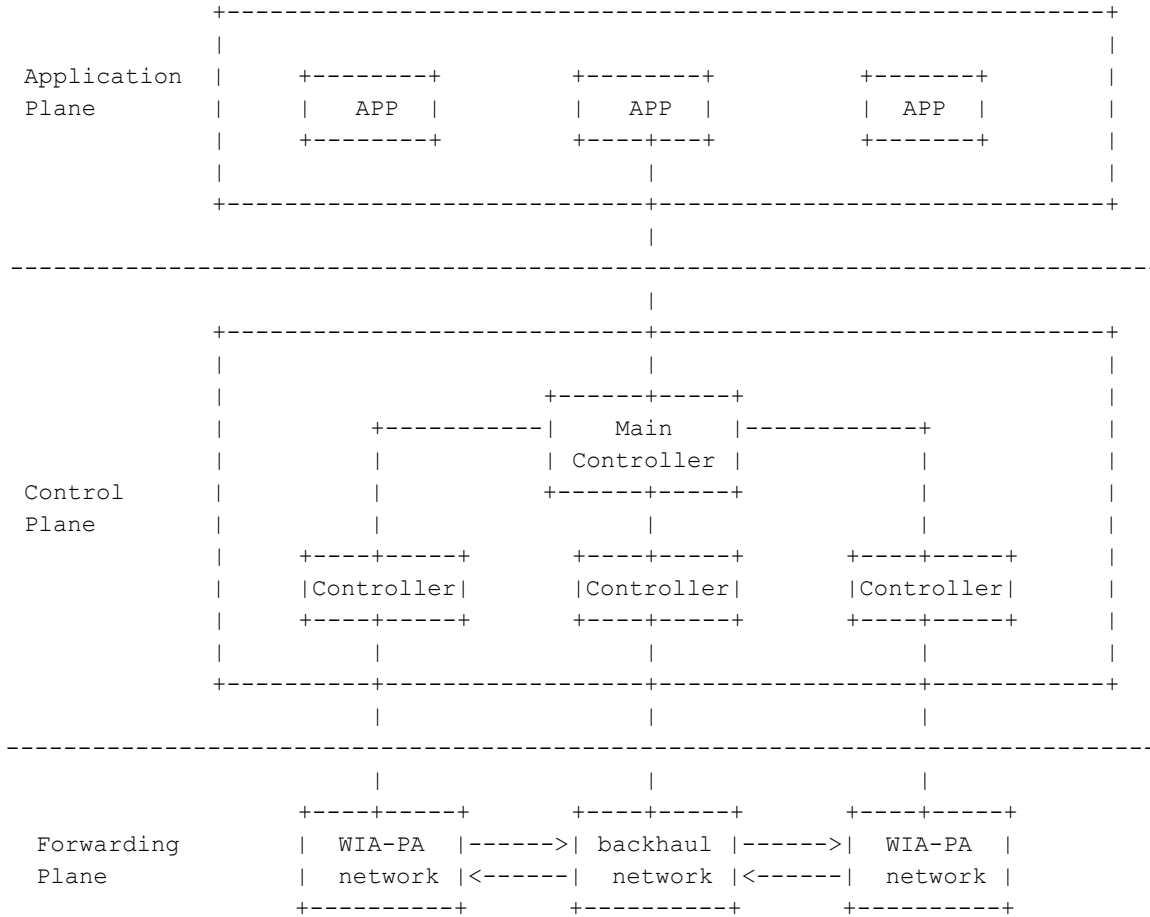 Application
Plane
APP APP APP
Main
Controller
Control
Plane
Controller Controller Controller
Forwarding WIA-PA backhaul WIA-PA
Plane network network network